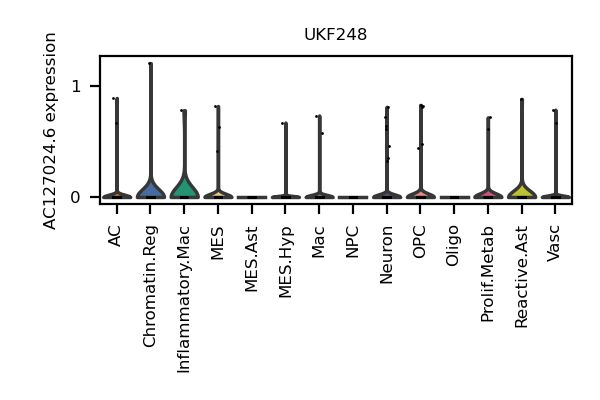 UKF248
AC127024.6 expression
1
0
AC
Chromatin.Reg
Inflammatory.Mac
MES
MES.Ast
MES.Hyp
Mac
NPC
Neuron
OPC
Oligo
Prolif.Metab
Reactive.Ast
Vasc